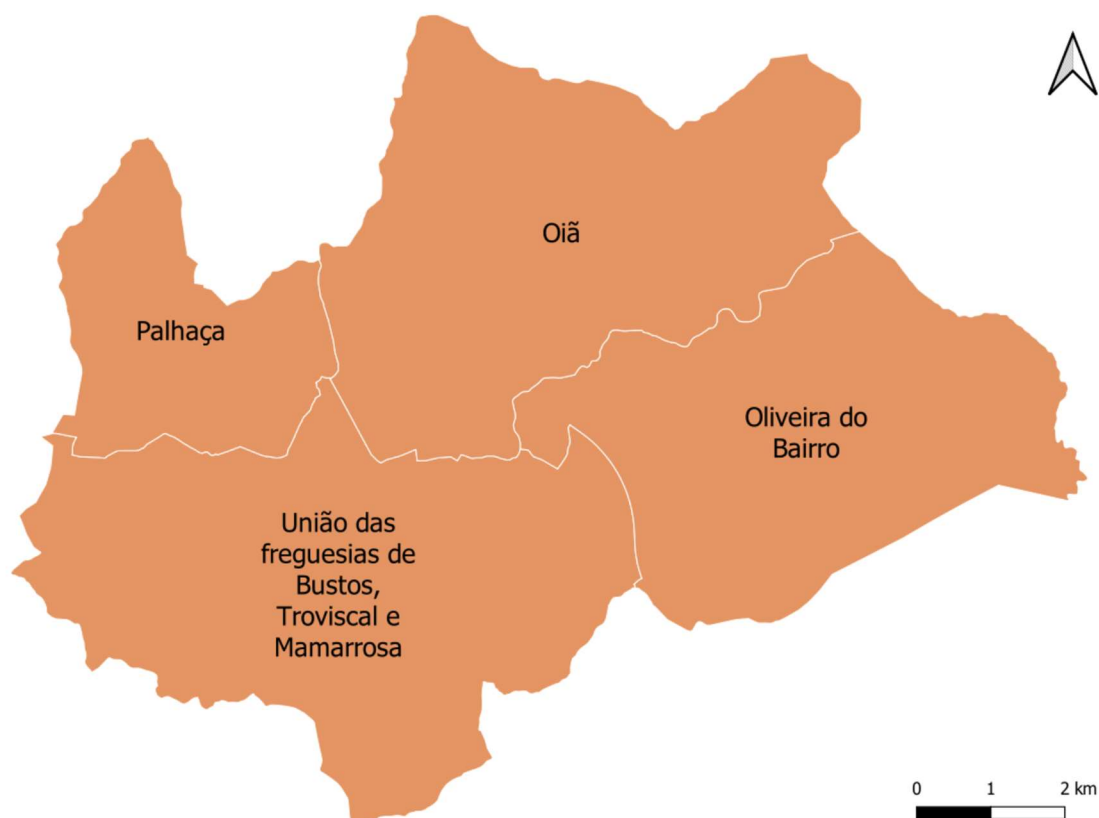 Oiã
Palhaça
Oliveira do
Bairro
União das
freguesias de
Bustos,
Troviscal e
Mamarrosa
0 1 2 km